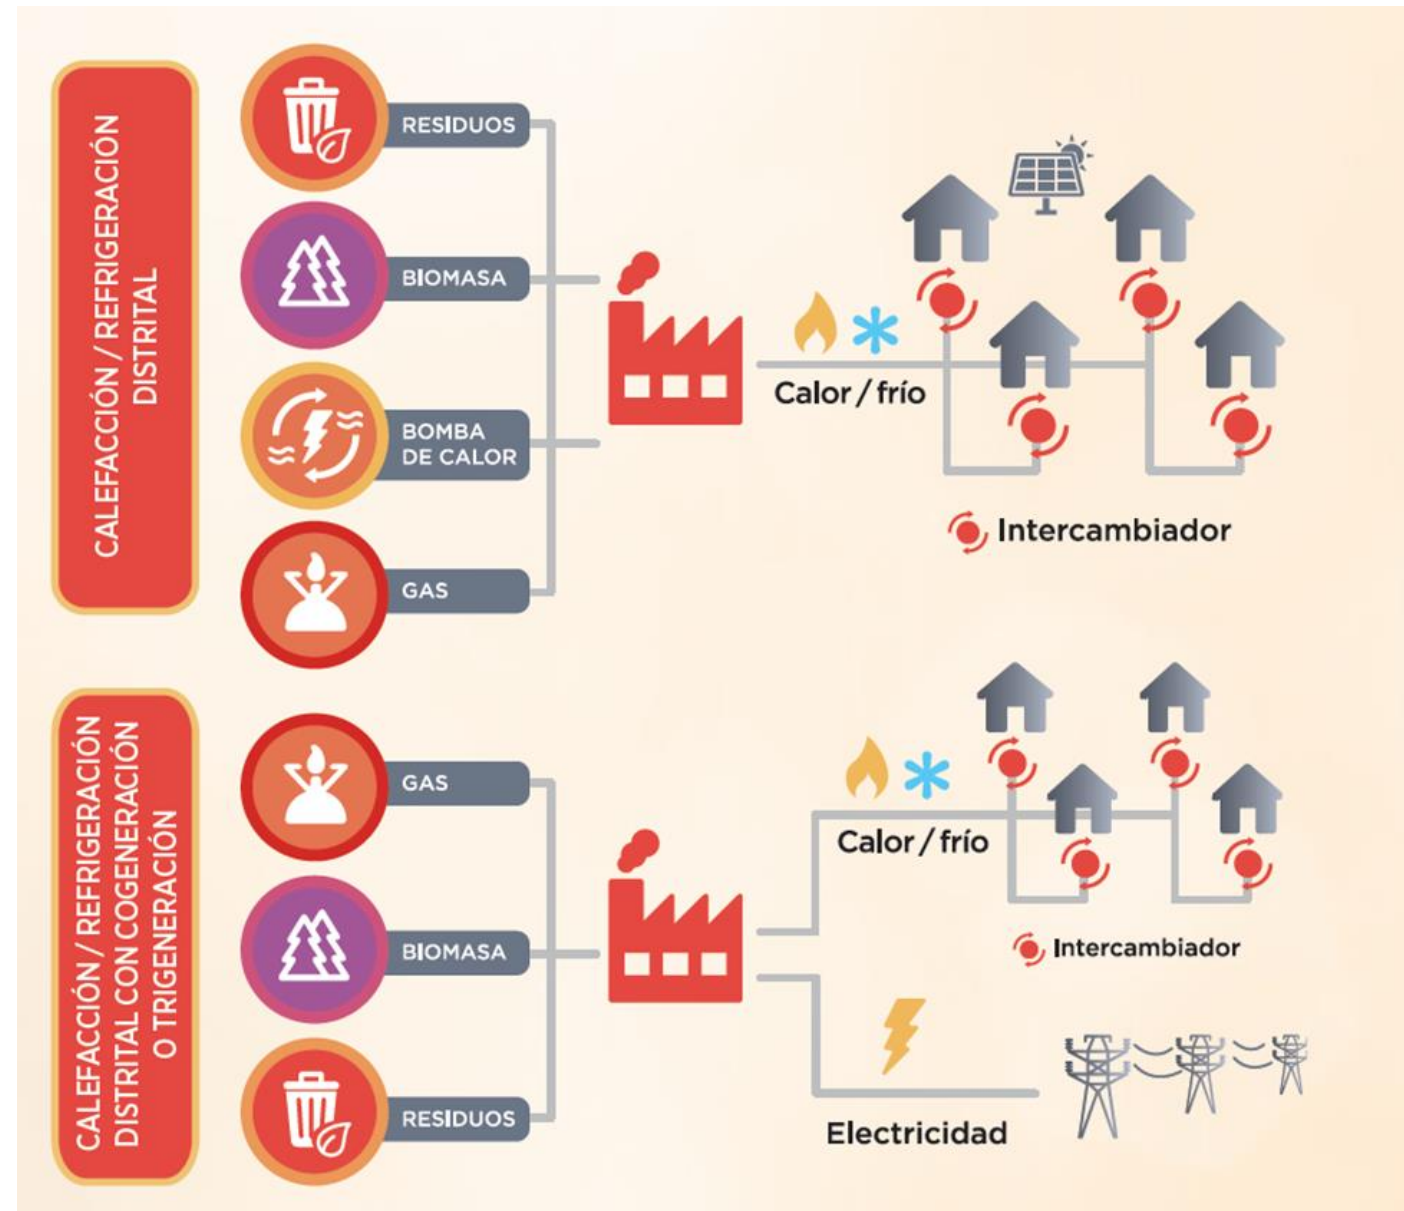 CALEFACCIÓN / REFRIGERACIÓN
DISTRITAL
RESIDUOS
BIOMASA
BOMBA
DE CALOR
GAS
Calor / frío
Intercambiador
CALEFACCIÓN / REFRIGERACIÓN
DISTRITAL CON COGENERACIÓN
O TRIGENERACIÓN
GAS
BIOMASA
RESIDUOS
Calor / frío
Intercambiador
Electricidad